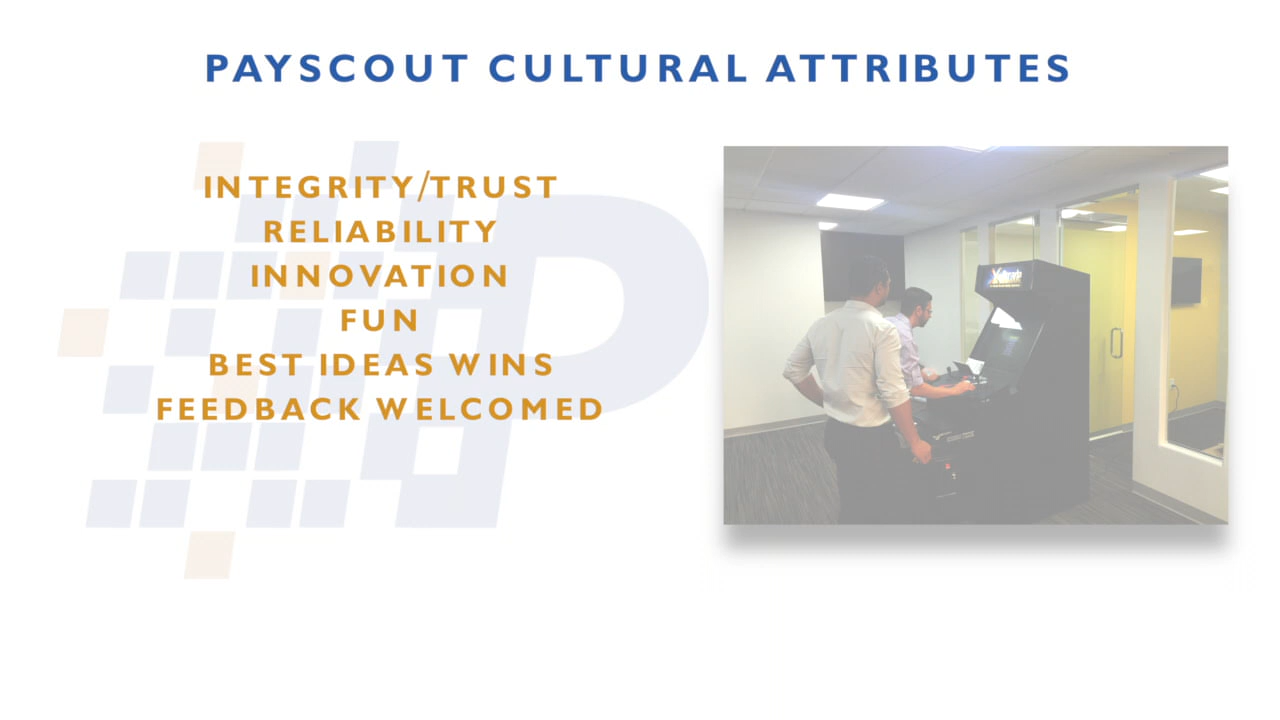 PAYSCOUT CULTURAL ATTRIBUTES
INTEGRITY/TRUST
RELIABILITY
INNOVATION
FUN
BEST IDEAS WINS
FEEDBACK WELCOMED